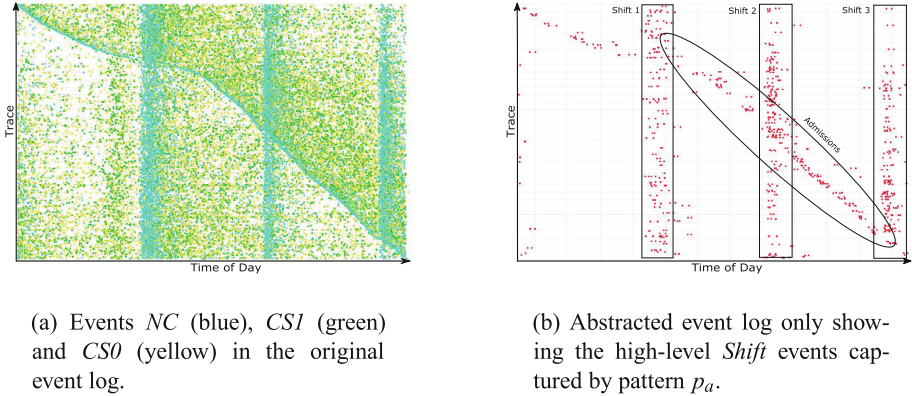 Trace
Time of Day
Shift 1
Shift 2
Shift 3
Admissions
Trace
Time of Day
(a) Events NC (blue), CS1 (green)
and CS0 (yellow) in the original
event log.
(b) Abstracted event log only show-
ing the high-level Shift events cap-
tured by pattern pa.